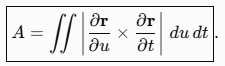 A = ∬ | ∂𝐫/∂u × ∂𝐫/∂t | du dt .